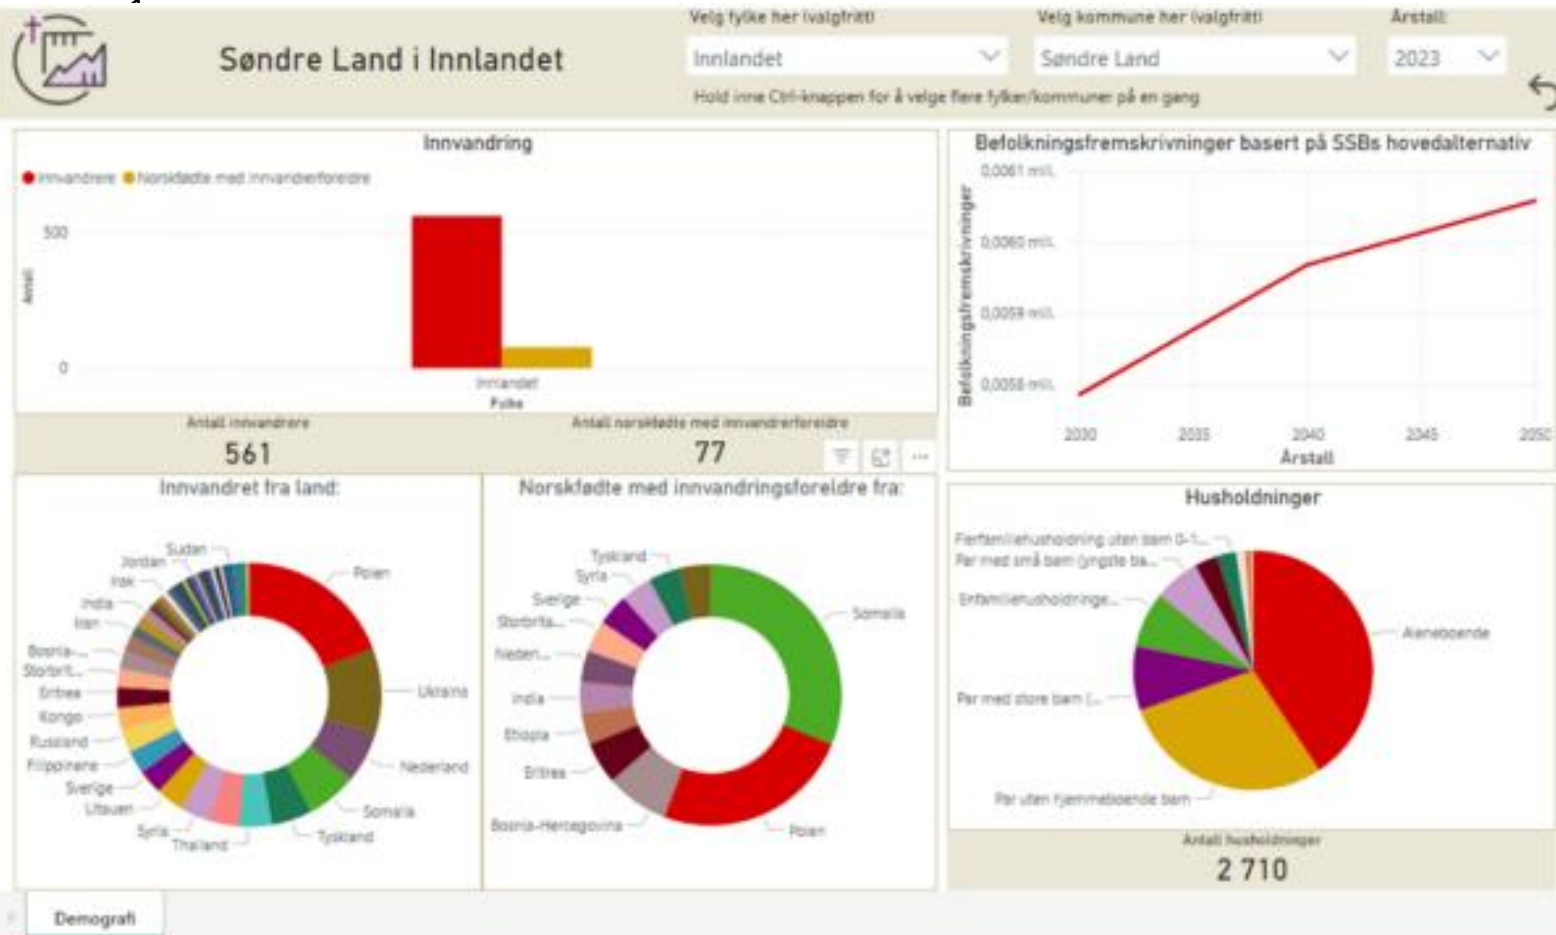 Velg fylke her (valgfritt)
Velg kommune her (valgfritt)
Årstall:
Søndre Land i Innlandet
Innlandet
Søndre Land
2023
Hold inne Ctrl-knappen for å velge flere fylker/kommuner på en gang
Innvandring
Innvandrere
Norskfødte med innvandrerforeldre
500
Antall
0
Innlandet
Fylke
Antall innvandrere
561
Antall norskfødte med innvandrerforeldre
77
...
Befolkningsfremskrivninger basert på SSBs hovedalternativ
Befolkningsfremskrivninger
0,0061 mill.
0,0060 mill.
0,0059 mill.
0,0058 mill.
2030
2035
2040
2045
2050
Årstall
Innvandret fra land:
Sudan
Jordan
Irak
India
Iran
Bosnia-...
Storbrit...
Eritrea
Kongo
Russland
Filippinene
Sverige
Litauen
Syria
Thailand
Tyskland
Somalia
Nederland
Ukraina
Polen
Norskfødte med innvandringsforeldre fra:
Tyskland
Syria
Sverige
Storbrita...
Neden...
India
Etiopia
Eritrea
Bosnia-Hercegovina
Polen
Somalia
Husholdninger
Flerfamiliehusholdning uten barn 0-1...
Par med små barn (yngste ba...
Enfamiliehusholdninge...
Par med store barn (...
Par uten hjemmeboende barn
Aleneboende
Antall husholdninger
2 710
Demografi